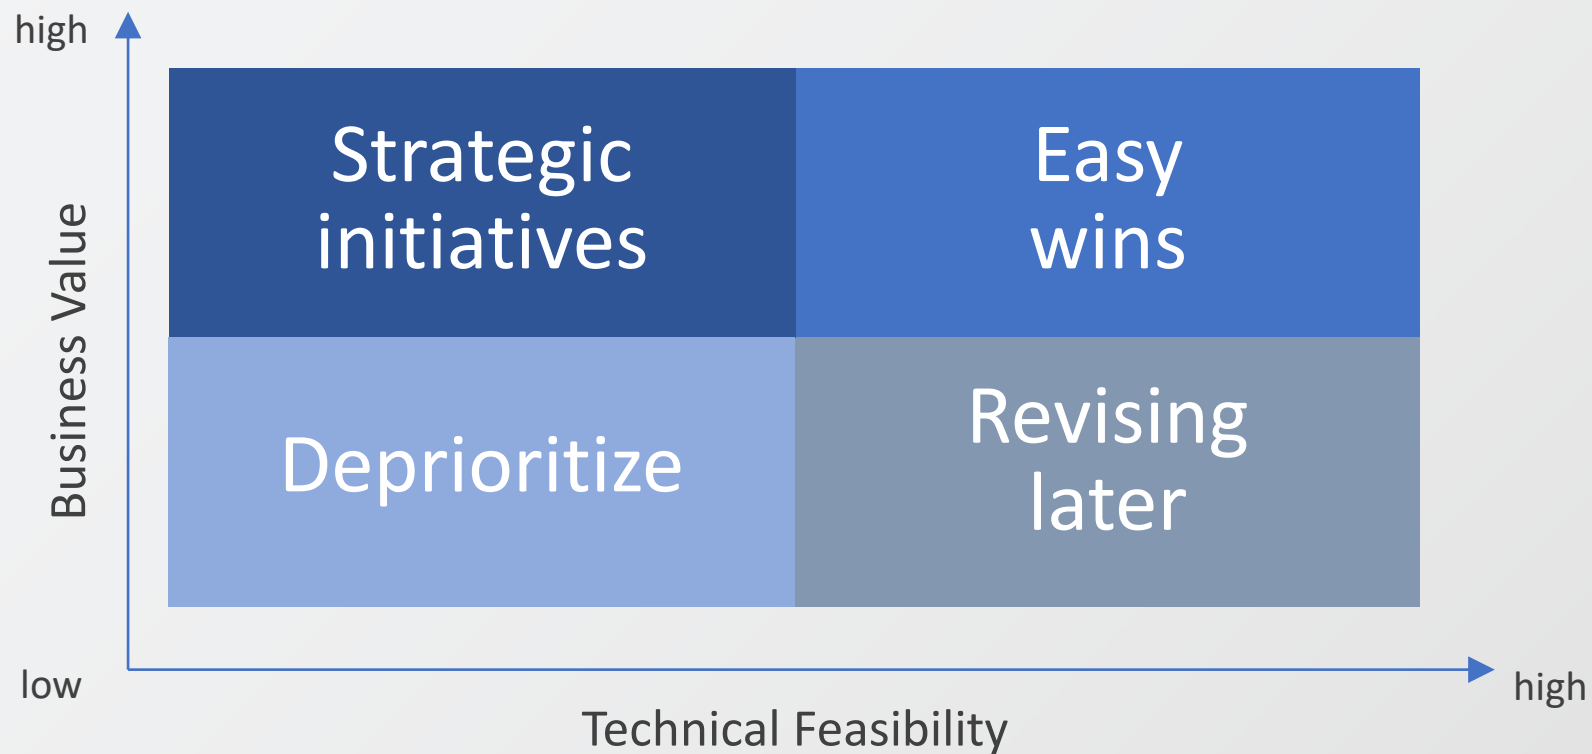 high
Strategic
initiatives
Easy
wins
Business Value
Deprioritize
Revising
later
low
high
Technical Feasibility